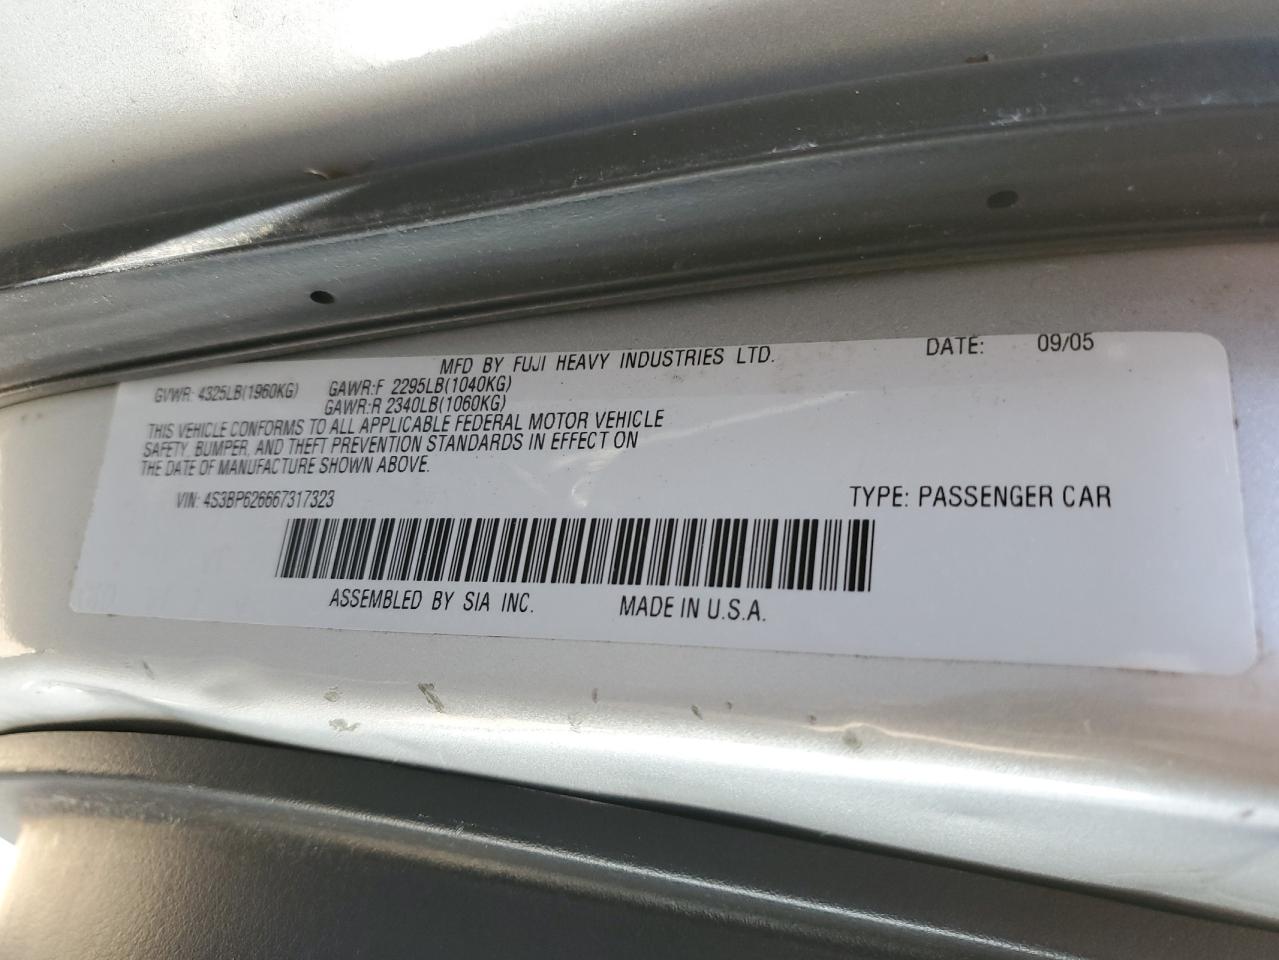 MFD BY FUJI HEAVY INDUSTRIES LTD. DATE: 09/05
GVWR: 4325LB(1960KG) GAWR:F 2295LB(1040KG)
GAWR:R 2340LB(1060KG)
THIS VEHICLE CONFORMS TO ALL APPLICABLE FEDERAL MOTOR VEHICLE
SAFETY, BUMPER, AND THEFT PREVENTION STANDARDS IN EFFECT ON
THE DATE OF MANUFACTURE SHOWN ABOVE.
VIN: 4S3BP626667317323 TYPE: PASSENGER CAR
ASSEMBLED BY SIA INC. MADE IN U.S.A.